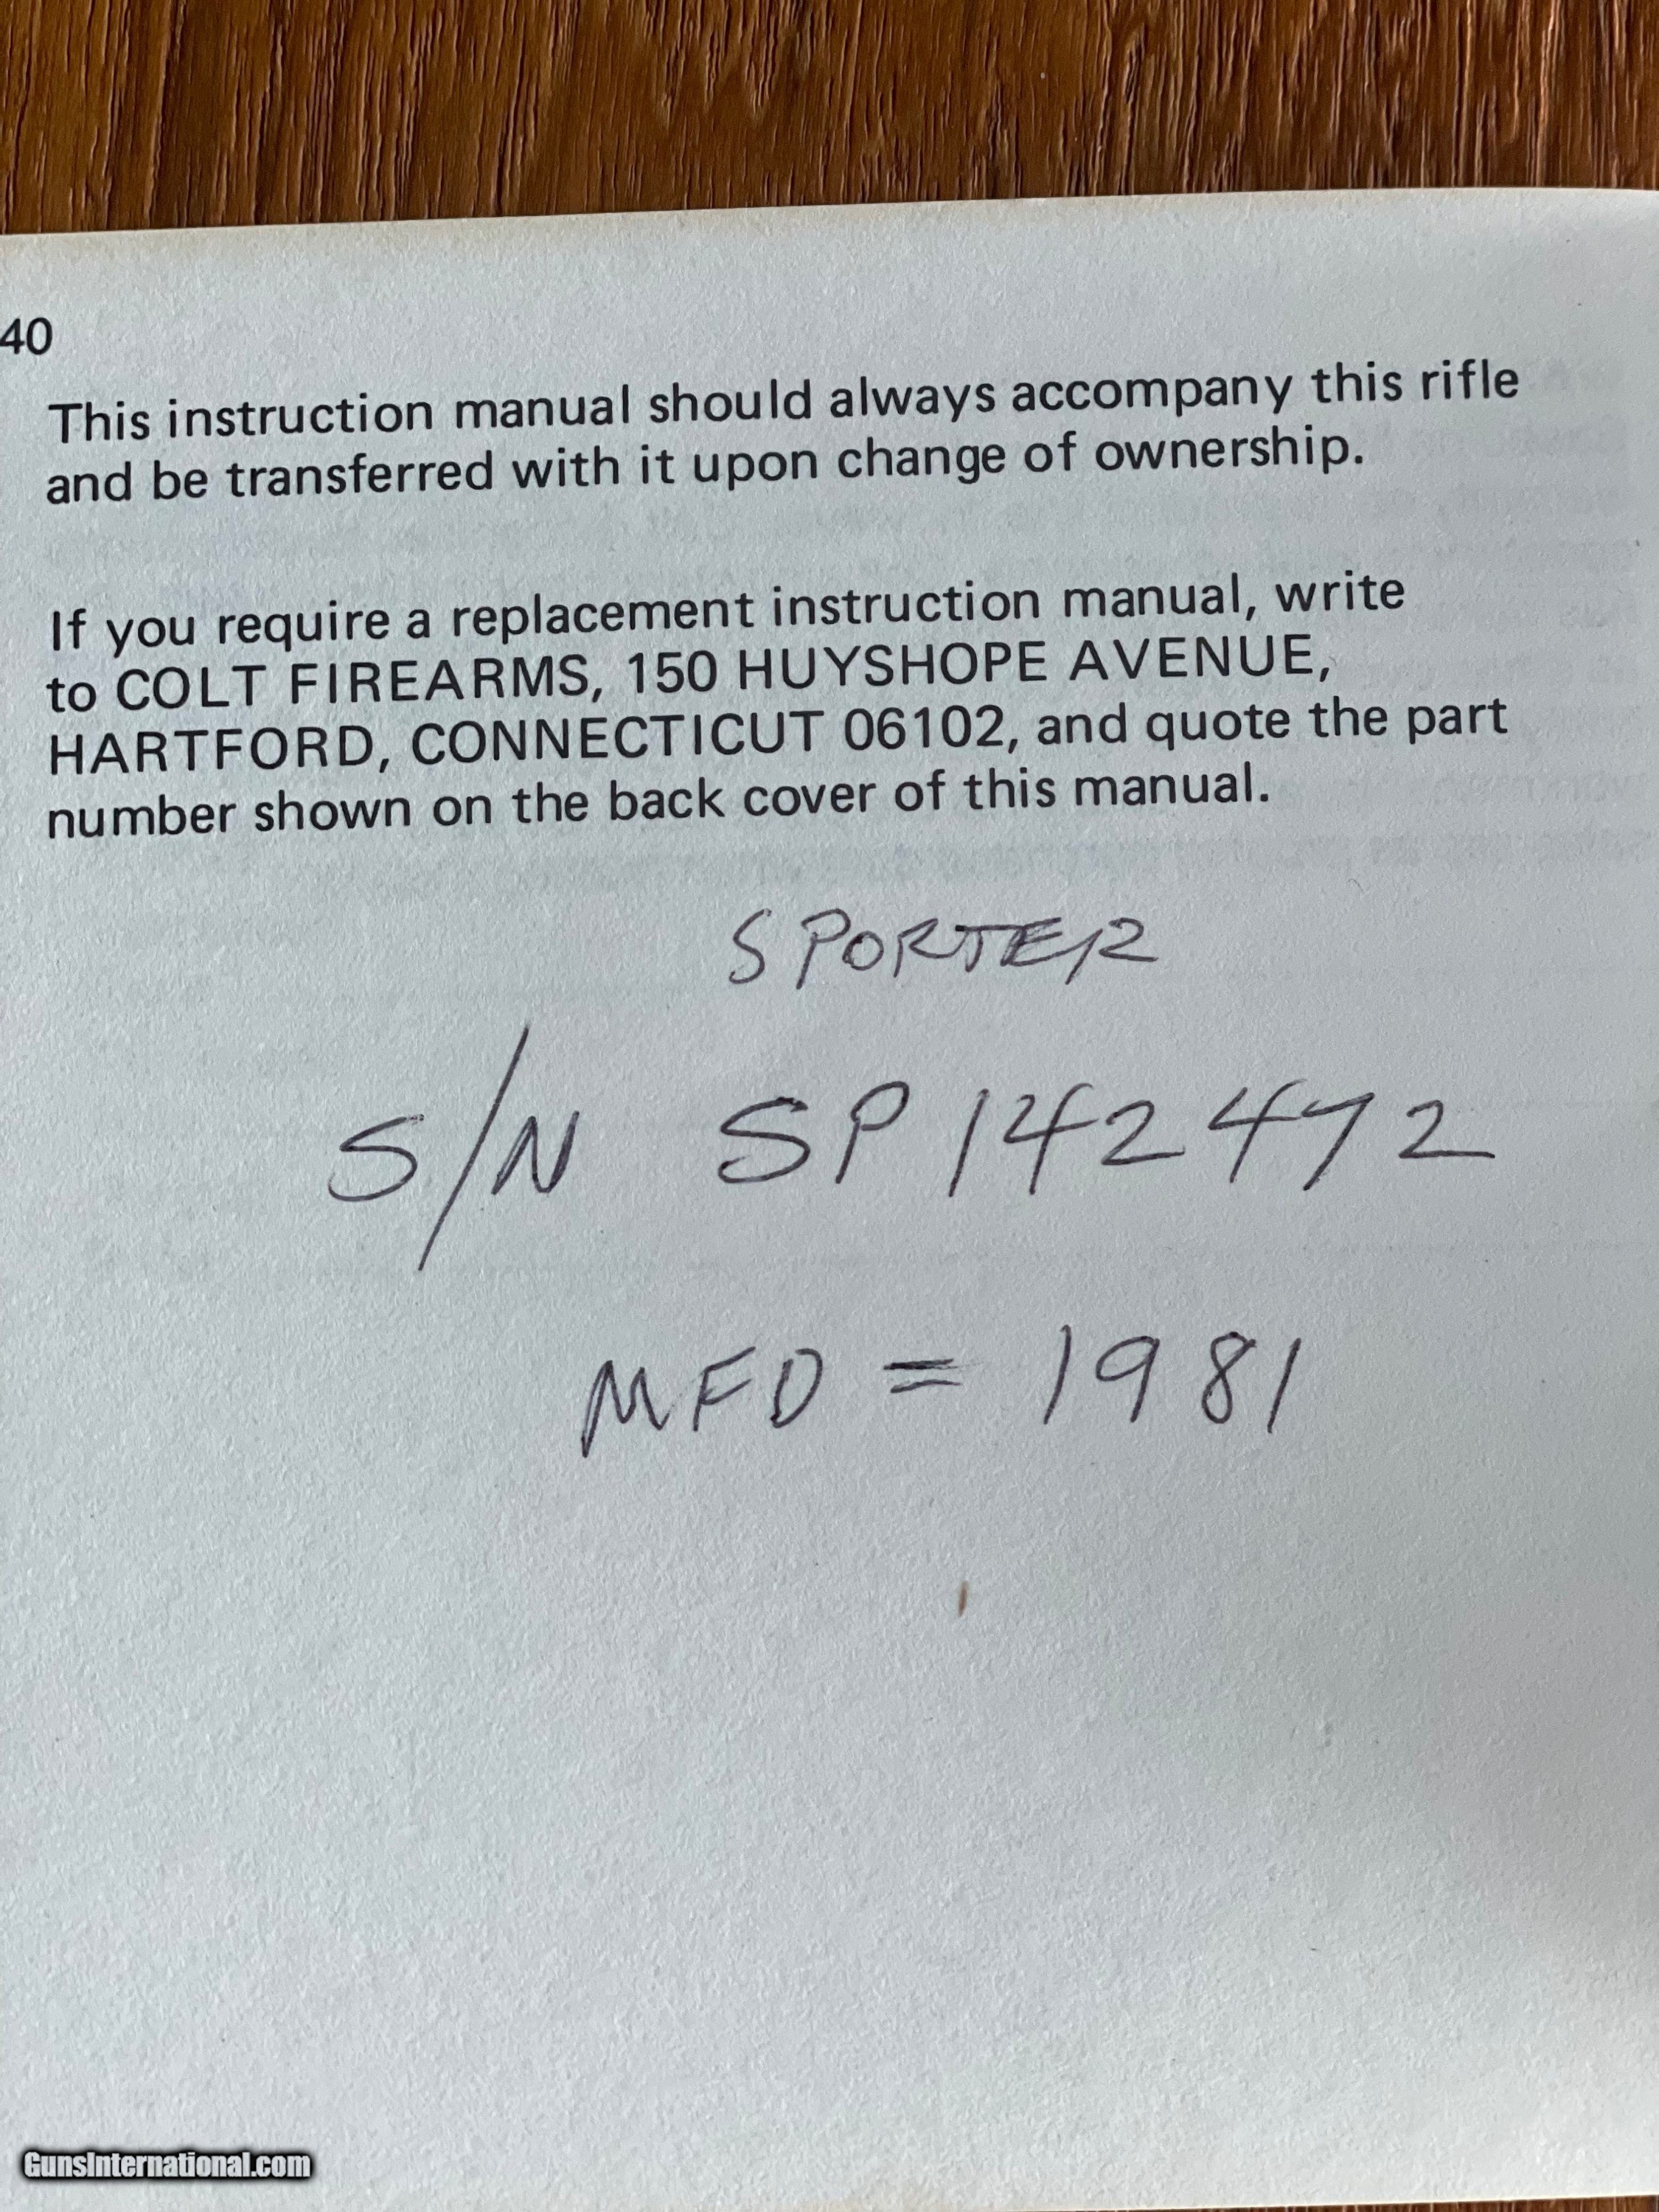 40
This instruction manual should always accompany this rifle
and be transferred with it upon change of ownership.
If you require a replacement instruction manual, write
to COLT FIREARMS, 150 HUYSHOPE AVENUE,
HARTFORD, CONNECTICUT 06102, and quote the part
number shown on the back cover of this manual.
SPORTER
S/N SP142472
MFD = 1981
GunsInternational.com